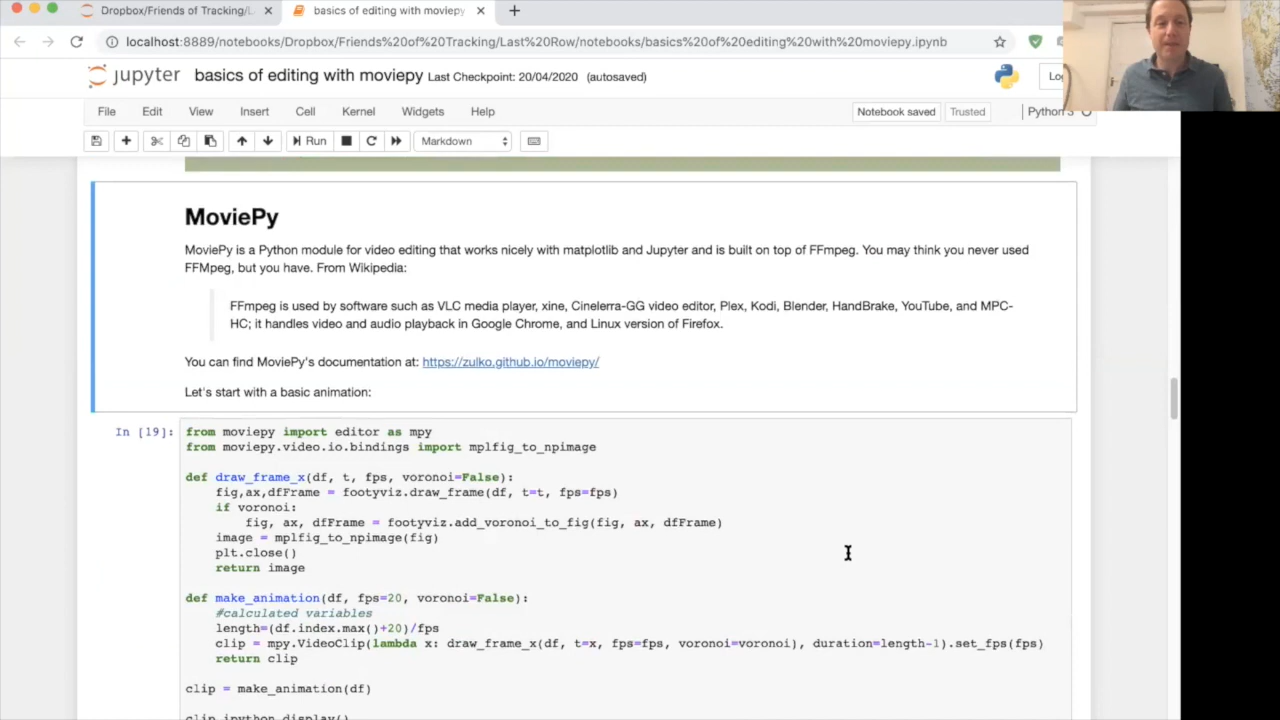 Dropbox/Friends of Tracking/L
basics of editing with moviepy
localhost:8889/notebooks/Dropbox/Friends%20of%20Tracking/Last%20Row/notebooks/basics%20of%20editing%20with%20moviepy.ipynb
jupyter basics of editing with moviepy Last Checkpoint: 20/04/2020 (autosaved)
File Edit View Insert Cell Kernel Widgets Help
Notebook saved Trusted Python 3
Run Markdown
MoviePy
MoviePy is a Python module for video editing that works nicely with matplotlib and Jupyter and is built on top of FFmpeg. You may think you never used
FFMpeg, but you have. From Wikipedia:
FFmpeg is used by software such as VLC media player, xine, Cinelerra-GG video editor, Plex, Kodi, Blender, HandBrake, YouTube, and MPC-
HC; it handles video and audio playback in Google Chrome, and Linux version of Firefox.
You can find MoviePy's documentation at: https://zulko.github.io/moviepy/
Let's start with a basic animation:
In [19]: from moviepy import editor as mpy
from moviepy.video.io.bindings import mplfig_to_npimage
def draw_frame_x(df, t, fps, voronoi=False):
fig,ax,dfFrame = footyviz.draw_frame(df, t=t, fps=fps)
if voronoi:
fig, ax, dfFrame = footyviz.add_voronoi_to_fig(fig, ax, dfFrame)
image = mplfig_to_npimage(fig)
plt.close()
return image
def make_animation(df, fps=20, voronoi=False):
#calculated variables
length=(df.index.max()+20)/fps
clip = mpy.VideoClip(lambda x: draw_frame_x(df, t=x, fps=fps, voronoi=voronoi), duration=length-1).set_fps(fps)
return clip
clip = make_animation(df)
clip.ipython_display()